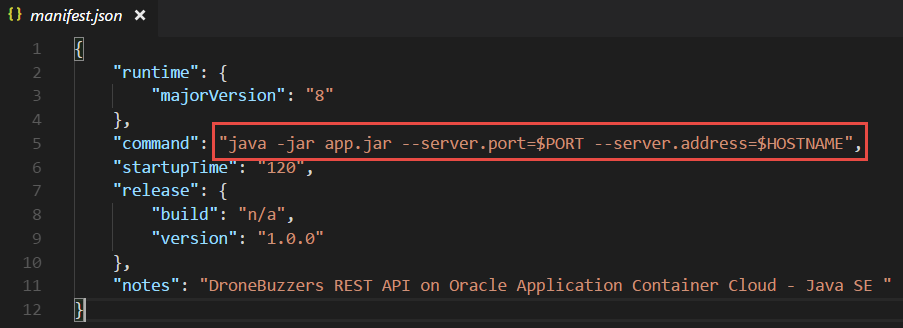 {} manifest.json ×
1 {
2 "runtime": {
3 "majorVersion": "8"
4 },
5 "command": "java -jar app.jar --server.port=$PORT --server.address=$HOSTNAME",
6 "startupTime": "120",
7 "release": {
8 "build": "n/a",
9 "version": "1.0.0"
10 },
11 "notes": "DroneBuzzers REST API on Oracle Application Container Cloud - Java SE "
12 }